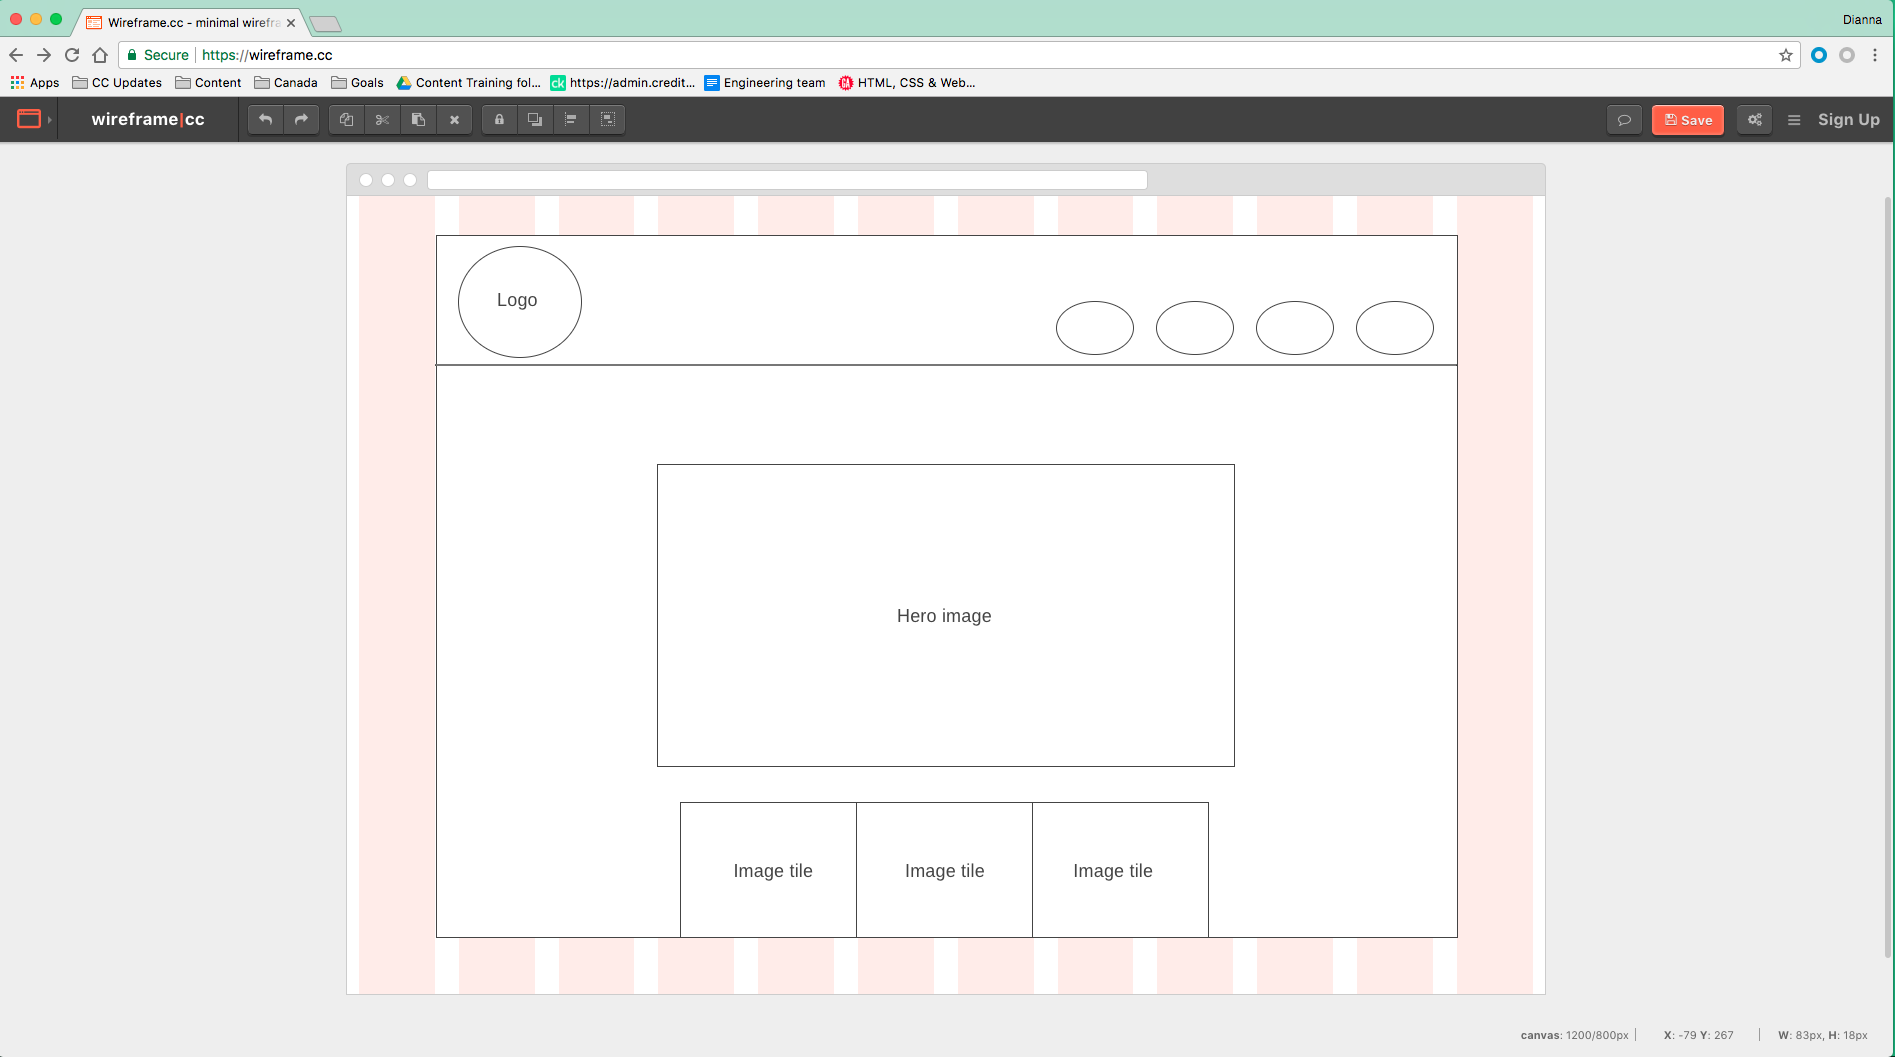 Wireframe.cc - minimal wirefra
Dianna
Secure https://wireframe.cc
Apps CC Updates Content Canada Goals Content Training fol... ck https://admin.credit... Engineering team GA HTML, CSS & Web...
wireframe|cc Save Sign Up
Logo
Hero image
Image tile Image tile Image tile
canvas: 1200/800px X: -79 Y: 267 W: 83px, H: 18px